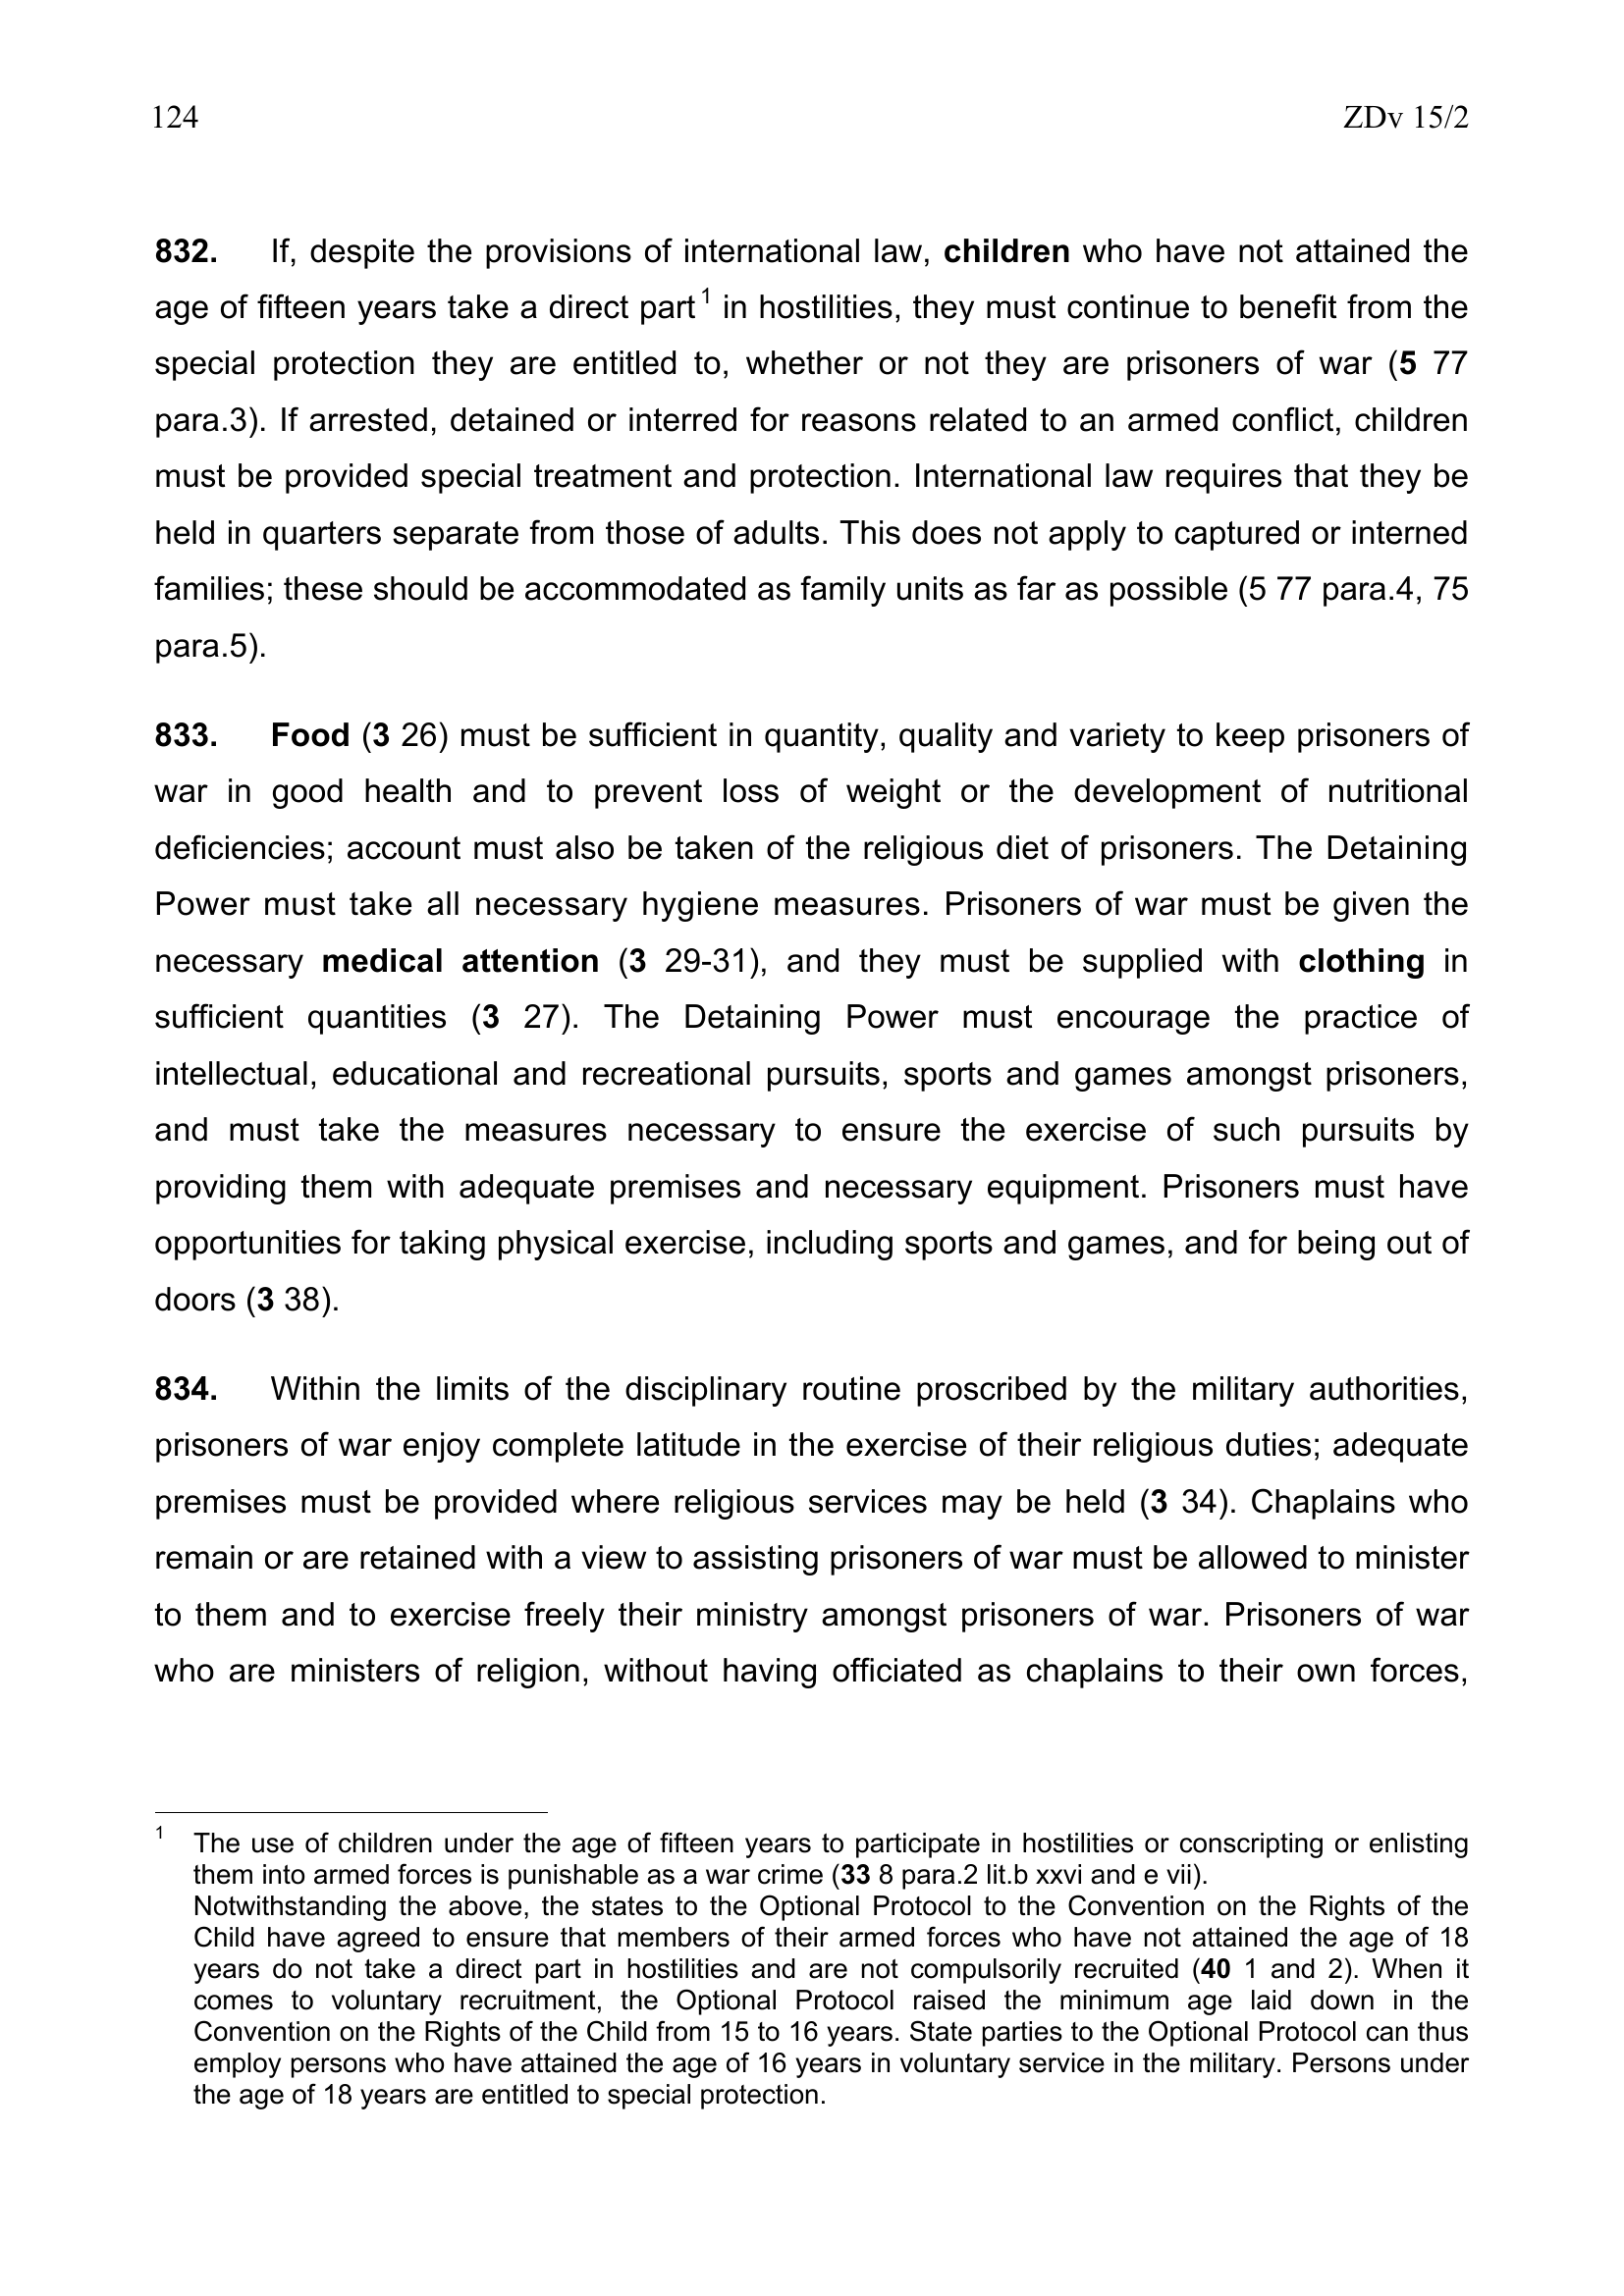 124 ZDv 15/2
832. If, despite the provisions of international law, children who have not attained the
age of fifteen years take a direct part 1 in hostilities, they must continue to benefit from the
special protection they are entitled to, whether or not they are prisoners of war (5 77
para.3). If arrested, detained or interred for reasons related to an armed conflict, children
must be provided special treatment and protection. International law requires that they be
held in quarters separate from those of adults. This does not apply to captured or interned
families; these should be accommodated as family units as far as possible (5 77 para.4, 75
para.5).
833. Food (3 26) must be sufficient in quantity, quality and variety to keep prisoners of
war in good health and to prevent loss of weight or the development of nutritional
deficiencies; account must also be taken of the religious diet of prisoners. The Detaining
Power must take all necessary hygiene measures. Prisoners of war must be given the
necessary medical attention (3 29-31), and they must be supplied with clothing in
sufficient quantities (3 27). The Detaining Power must encourage the practice of
intellectual, educational and recreational pursuits, sports and games amongst prisoners,
and must take the measures necessary to ensure the exercise of such pursuits by
providing them with adequate premises and necessary equipment. Prisoners must have
opportunities for taking physical exercise, including sports and games, and for being out of
doors (3 38).
834. Within the limits of the disciplinary routine proscribed by the military authorities,
prisoners of war enjoy complete latitude in the exercise of their religious duties; adequate
premises must be provided where religious services may be held (3 34). Chaplains who
remain or are retained with a view to assisting prisoners of war must be allowed to minister
to them and to exercise freely their ministry amongst prisoners of war. Prisoners of war
who are ministers of religion, without having officiated as chaplains to their own forces,
1 The use of children under the age of fifteen years to participate in hostilities or conscripting or enlisting
them into armed forces is punishable as a war crime (33 8 para.2 lit.b xxvi and e vii).
Notwithstanding the above, the states to the Optional Protocol to the Convention on the Rights of the
Child have agreed to ensure that members of their armed forces who have not attained the age of 18
years do not take a direct part in hostilities and are not compulsorily recruited (40 1 and 2). When it
comes to voluntary recruitment, the Optional Protocol raised the minimum age laid down in the
Convention on the Rights of the Child from 15 to 16 years. State parties to the Optional Protocol can thus
employ persons who have attained the age of 16 years in voluntary service in the military. Persons under
the age of 18 years are entitled to special protection.